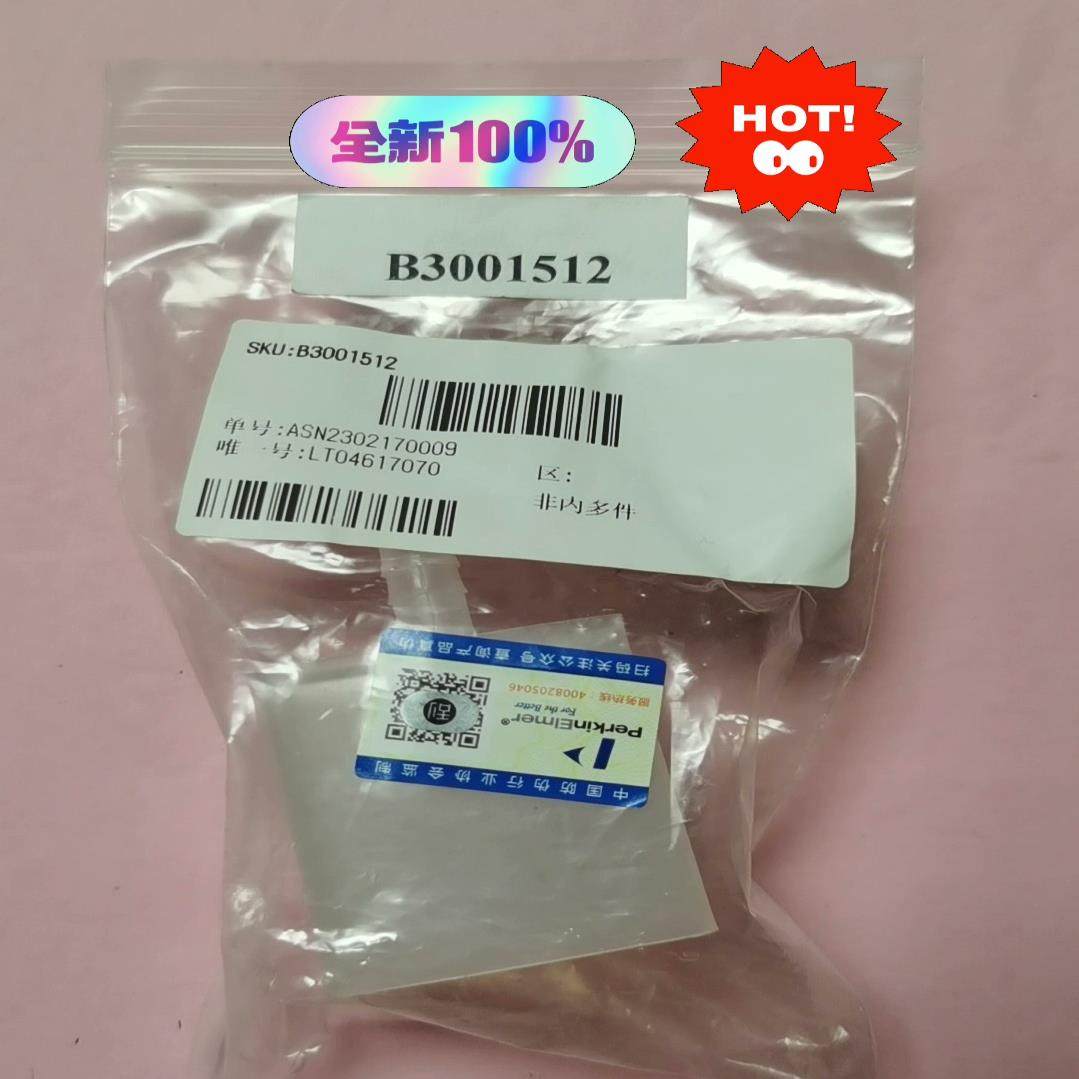 全新100%
HOT!
B3001512
SKU:B3001512
单号:ASN2302170009
唯一号:LT04617070
区:
非内多件
扫码关注公众号 查询产品真伪
服务热线：4008205046
刮
For the Better
PerkinElmer®
中国防伪行业协会监制